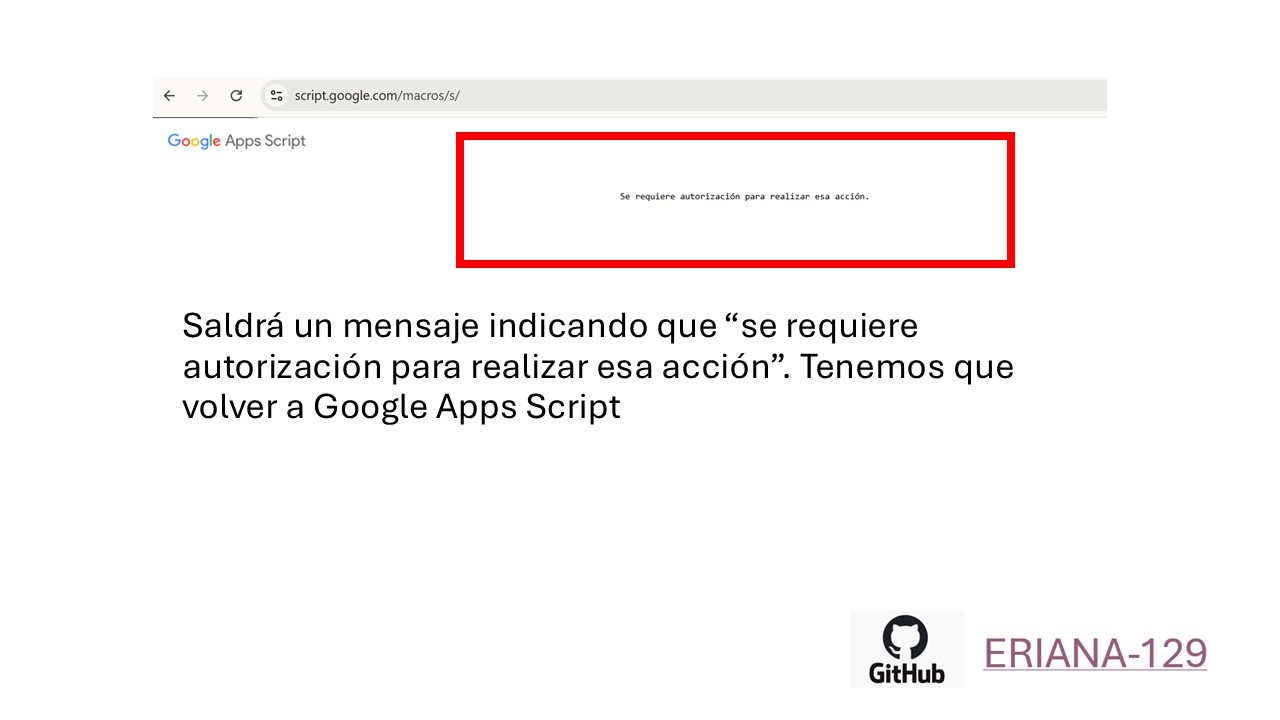 script.google.com/macros/s/
Google Apps Script
Se requiere autorización para realizar esa acción.
Saldrá un mensaje indicando que “se requiere
autorización para realizar esa acción”. Tenemos que
volver a Google Apps Script
GitHub
ERIANA-129